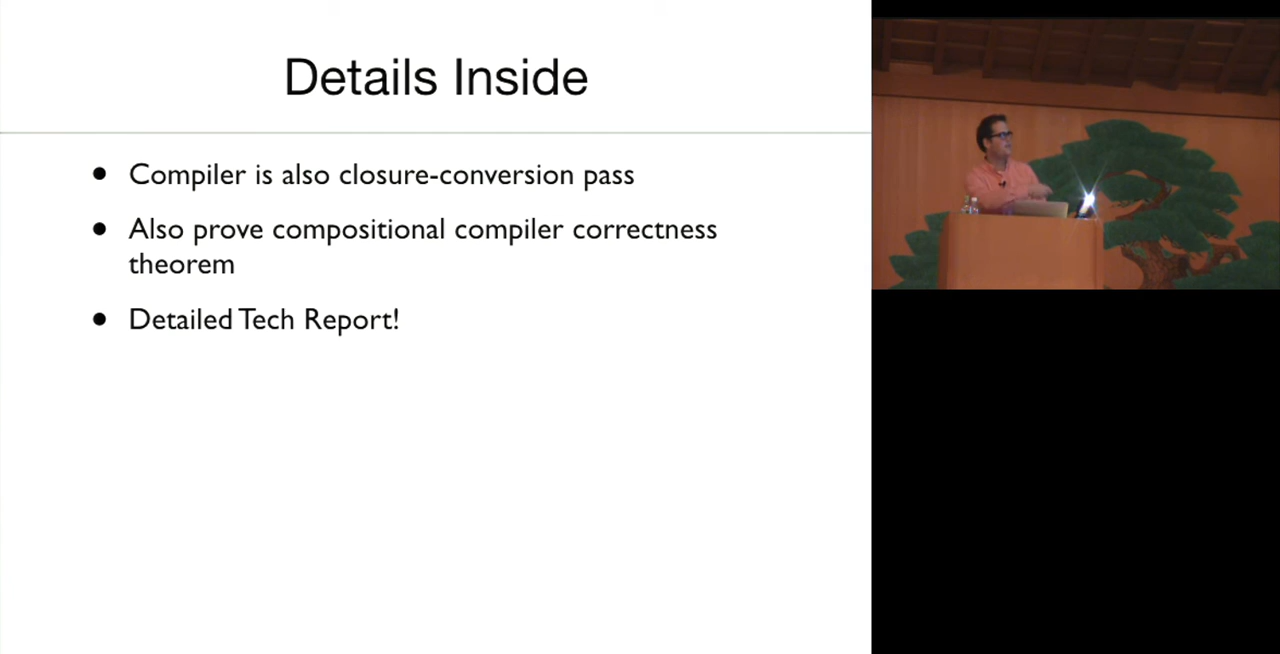 Details Inside
• Compiler is also closure-conversion pass
• Also prove compositional compiler correctness
theorem
• Detailed Tech Report!